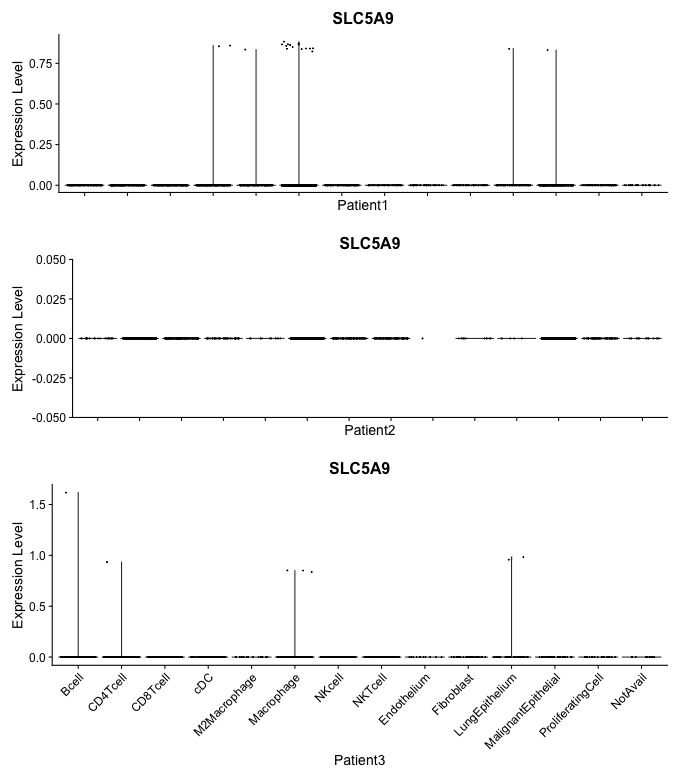 SLC5A9
Expression Level
0.75
0.50
0.25
0.00
Patient1
SLC5A9
Expression Level
0.050
0.025
0.000
-0.025
-0.050
Patient2
SLC5A9
Expression Level
1.5
1.0
0.5
0.0
Bcell
CD4Tcell
CD8Tcell
cDC
M2Macrophage
Macrophage
NKcell
NKTcell
Endothelium
Fibroblast
LungEpithelium
MalignantEpithelial
ProliferatingCell
NotAvail
Patient3